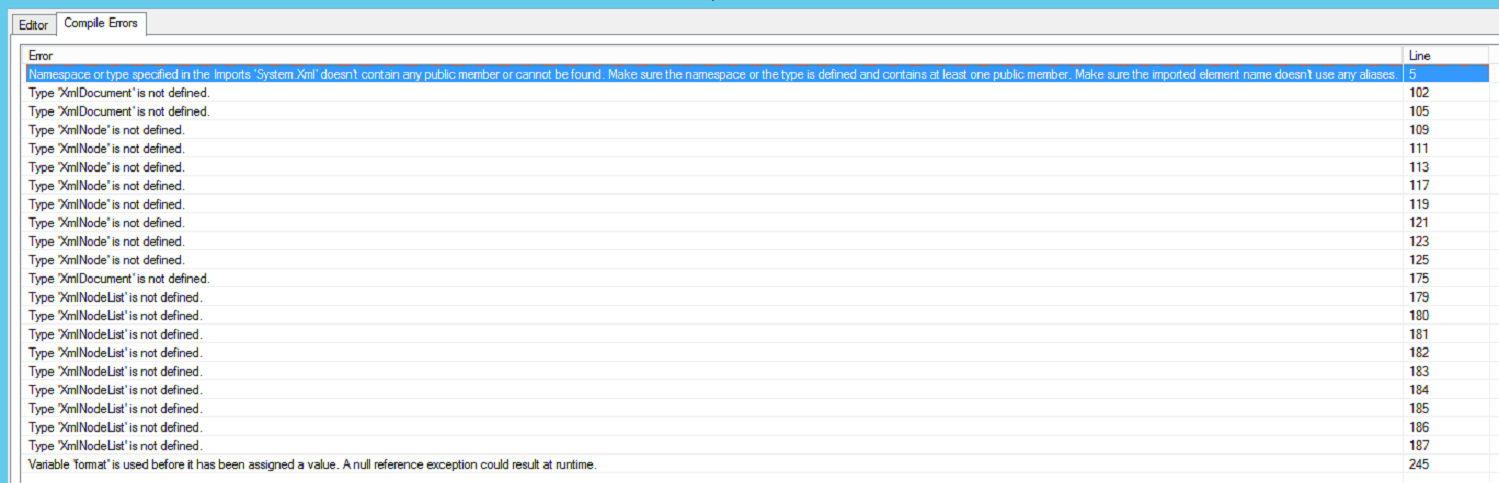 Editor Compile Errors
Error Line
Namespace or type specified in the Imports 'System.Xml' doesn't contain any public member or cannot be found. Make sure the namespace or the type is defined and contains at least one public member. Make sure the imported element name doesn't use any aliases. 5
Type 'XmlDocument' is not defined. 102
Type 'XmlDocument' is not defined. 105
Type 'XmlNode' is not defined. 109
Type 'XmlNode' is not defined. 111
Type 'XmlNode' is not defined. 113
Type 'XmlNode' is not defined. 117
Type 'XmlNode' is not defined. 119
Type 'XmlNode' is not defined. 121
Type 'XmlNode' is not defined. 123
Type 'XmlNode' is not defined. 125
Type 'XmlDocument' is not defined. 175
Type 'XmlNodeList' is not defined. 179
Type 'XmlNodeList' is not defined. 180
Type 'XmlNodeList' is not defined. 181
Type 'XmlNodeList' is not defined. 182
Type 'XmlNodeList' is not defined. 183
Type 'XmlNodeList' is not defined. 184
Type 'XmlNodeList' is not defined. 185
Type 'XmlNodeList' is not defined. 186
Type 'XmlNodeList' is not defined. 187
Variable 'format' is used before it has been assigned a value. A null reference exception could result at runtime. 245